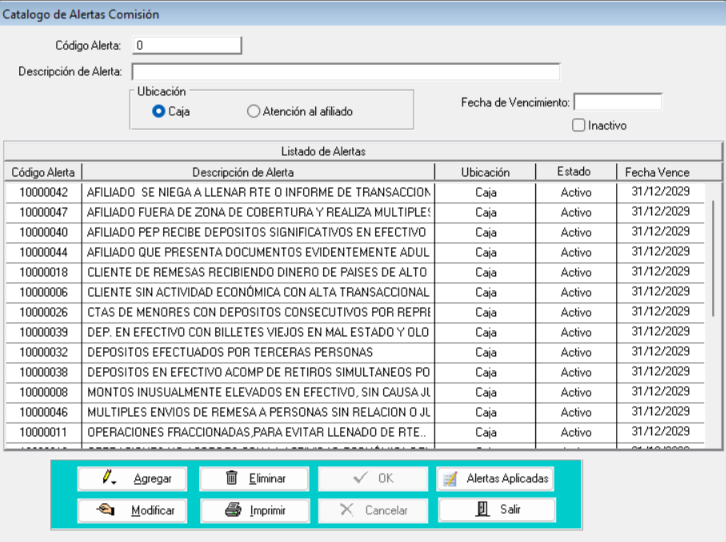 Catalogo de Alertas Comisión
Código Alerta: 0
Descripción de Alerta:
Ubicación
Caja Atención al afiliado
Fecha de Vencimiento:
Inactivo
Listado de Alertas
Código Alerta Descripción de Alerta Ubicación Estado Fecha Vence
10000042 AFILIADO SE NIEGA A LLENAR RTE O INFORME DE TRANSACCION Caja Activo 31/12/2029
10000047 AFILIADO FUERA DE ZONA DE COBERTURA Y REALIZA MULTIPLES Caja Activo 31/12/2029
10000040 AFILIADO PEP RECIBE DEPOSITOS SIGNIFICATIVOS EN EFECTIVO Caja Activo 31/12/2029
10000044 AFILIADO QUE PRESENTA DOCUMENTOS EVIDENTEMENTE ADUL Caja Activo 31/12/2029
10000018 CLIENTE DE REMESAS RECIBIENDO DINERO DE PAISES DE ALTO Caja Activo 31/12/2029
10000006 CLIENTE SIN ACTIVIDAD ECONÓMICA CON ALTA TRANSACCIONAL Caja Activo 31/12/2029
10000026 CTAS DE MENORES CON DEPOSITOS CONSECUTIVOS POR REPRE Caja Activo 31/12/2029
10000039 DEP. EN EFECTIVO CON BILLETES VIEJOS EN MAL ESTADO Y OLO Caja Activo 31/12/2029
10000032 DEPOSITOS EFECTUADOS POR TERCERAS PERSONAS Caja Activo 31/12/2029
10000038 DEPOSITOS EN EFECTIVO ACOMP DE RETIROS SIMULTANEOS PO Caja Activo 31/12/2029
10000008 MONTOS INUSUALMENTE ELEVADOS EN EFECTIVO, SIN CAUSA JU Caja Activo 31/12/2029
10000046 MULTIPLES ENVIOS DE REMESA A PERSONAS SIN RELACION O JU Caja Activo 31/12/2029
10000011 OPERACIONES FRACCIONADAS,PARA EVITAR LLENADO DE RTE.. Caja Activo 31/12/2029
Agregar Eliminar OK Alertas Aplicadas
Modificar Imprimir Cancelar Salir